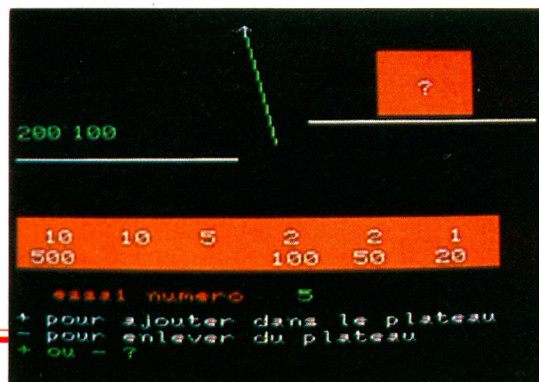 ?
200 100
10 10 5 2 2 1
500 100 50 20
essai numero 5
+ pour ajouter dans le plateau
- pour enlever du plateau
+ ou - ?